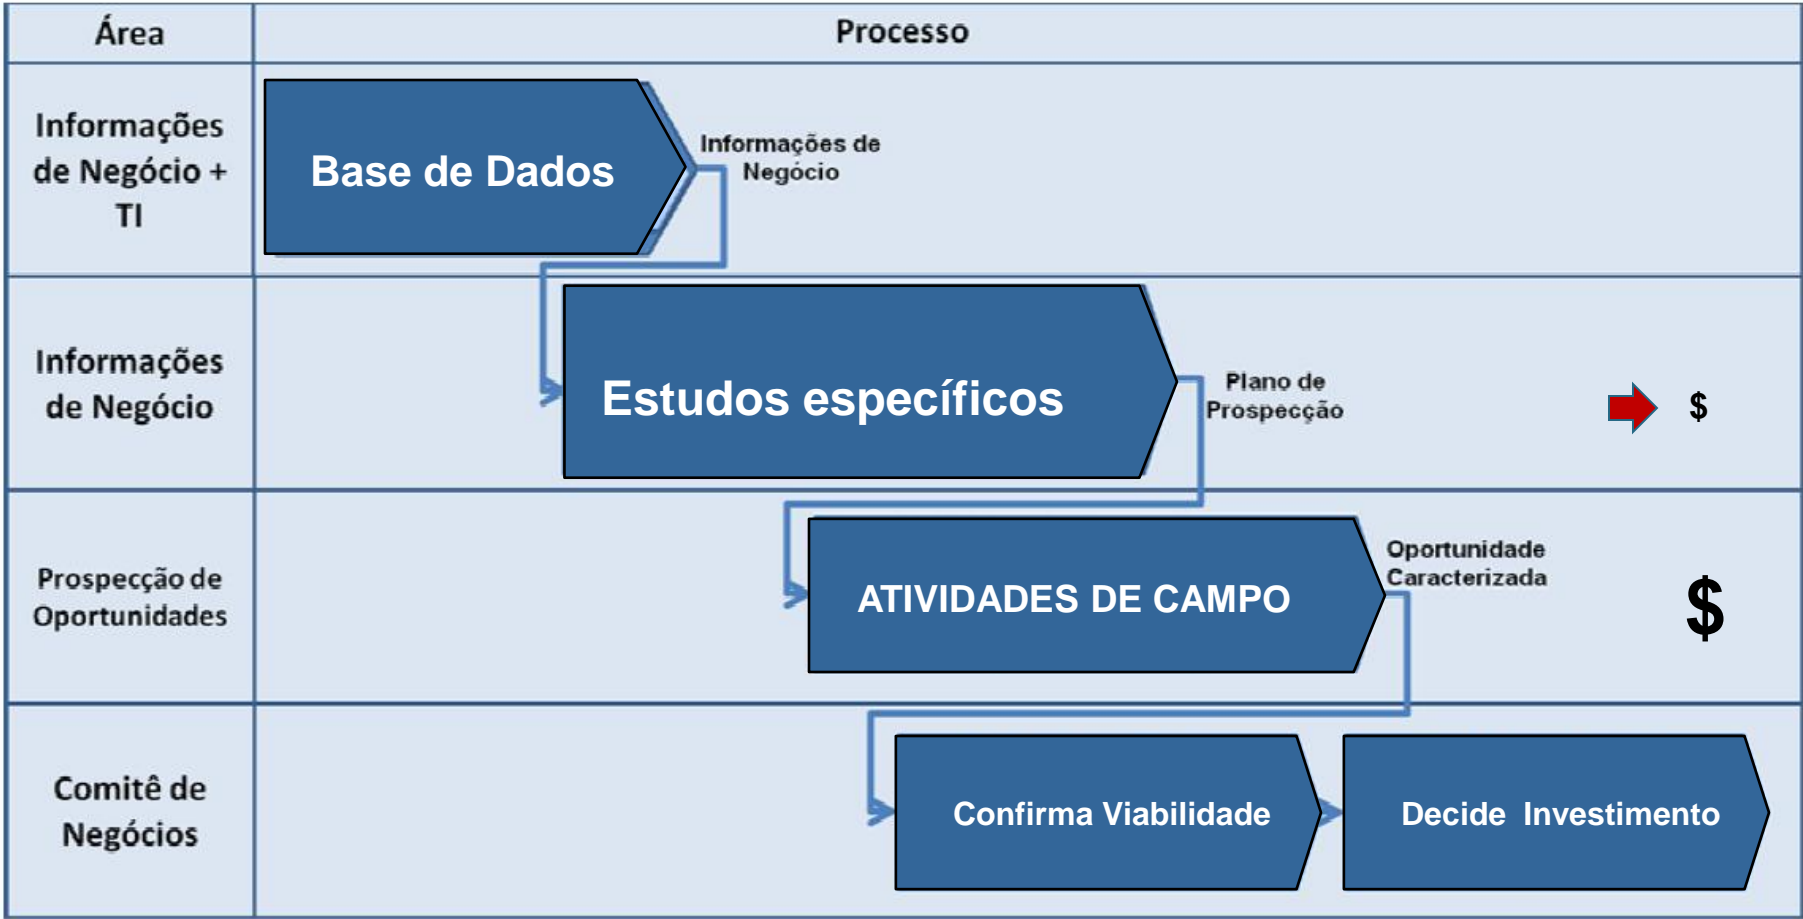 Área
Processo
Informações
de Negócio +
TI
Base de Dados
Informações de
Negócio
Informações
de Negócio
Estudos específicos
Plano de
Prospecção
$
Prospecção de
Oportunidades
ATIVIDADES DE CAMPO
Oportunidade
Caracterizada
$
Comitê de
Negócios
Confirma Viabilidade
Decide Investimento